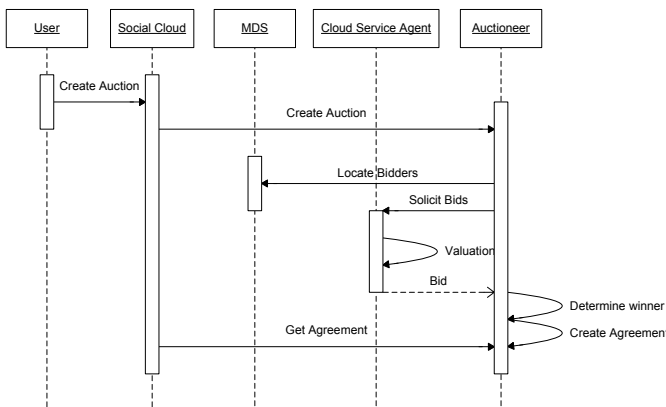 User
Social Cloud
MDS
Cloud Service Agent
Auctioneer
Create Auction
Create Auction
Locate Bidders
Solicit Bids
Valuation
Bid
Determine winner
Create Agreement
Get Agreement